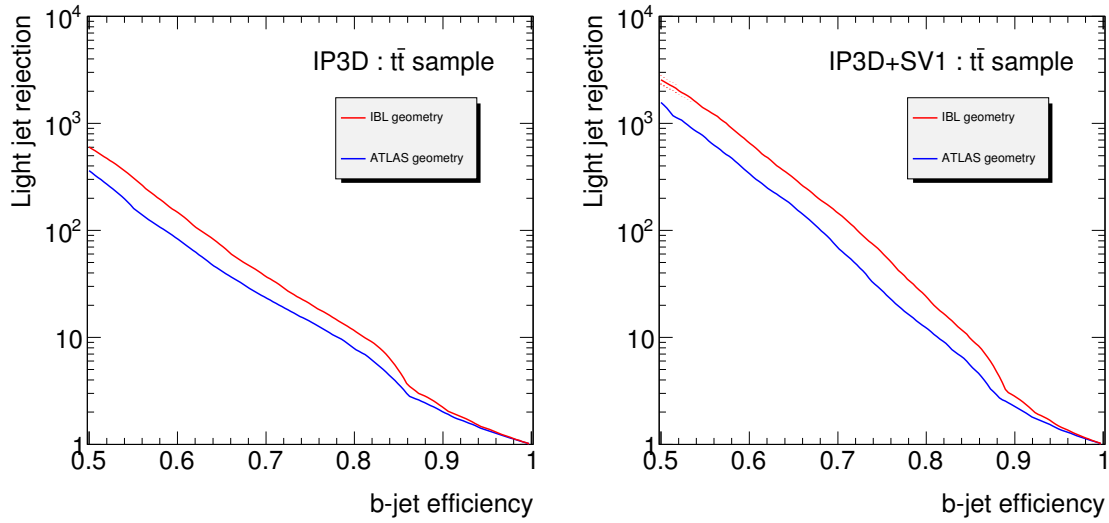 Light jet rejection
10⁴
10³
10²
10
1
IP3D : tt̄ sample
IBL geometry
ATLAS geometry
0.5 0.6 0.7 0.8 0.9 1
b-jet efficiency
Light jet rejection
10⁴
10³
10²
10
1
IP3D+SV1 : tt̄ sample
IBL geometry
ATLAS geometry
0.5 0.6 0.7 0.8 0.9 1
b-jet efficiency